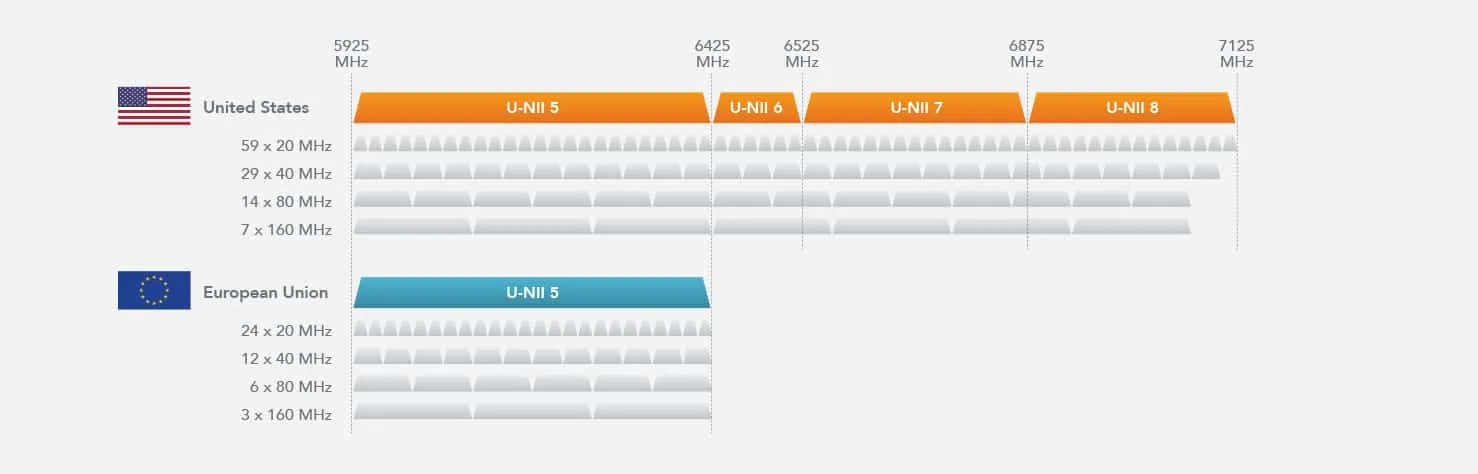 5925 MHz
6425 MHz
6525 MHz
6875 MHz
7125 MHz
United States
U-NII 5
U-NII 6
U-NII 7
U-NII 8
59 x 20 MHz
29 x 40 MHz
14 x 80 MHz
7 x 160 MHz
European Union
U-NII 5
24 x 20 MHz
12 x 40 MHz
6 x 80 MHz
3 x 160 MHz